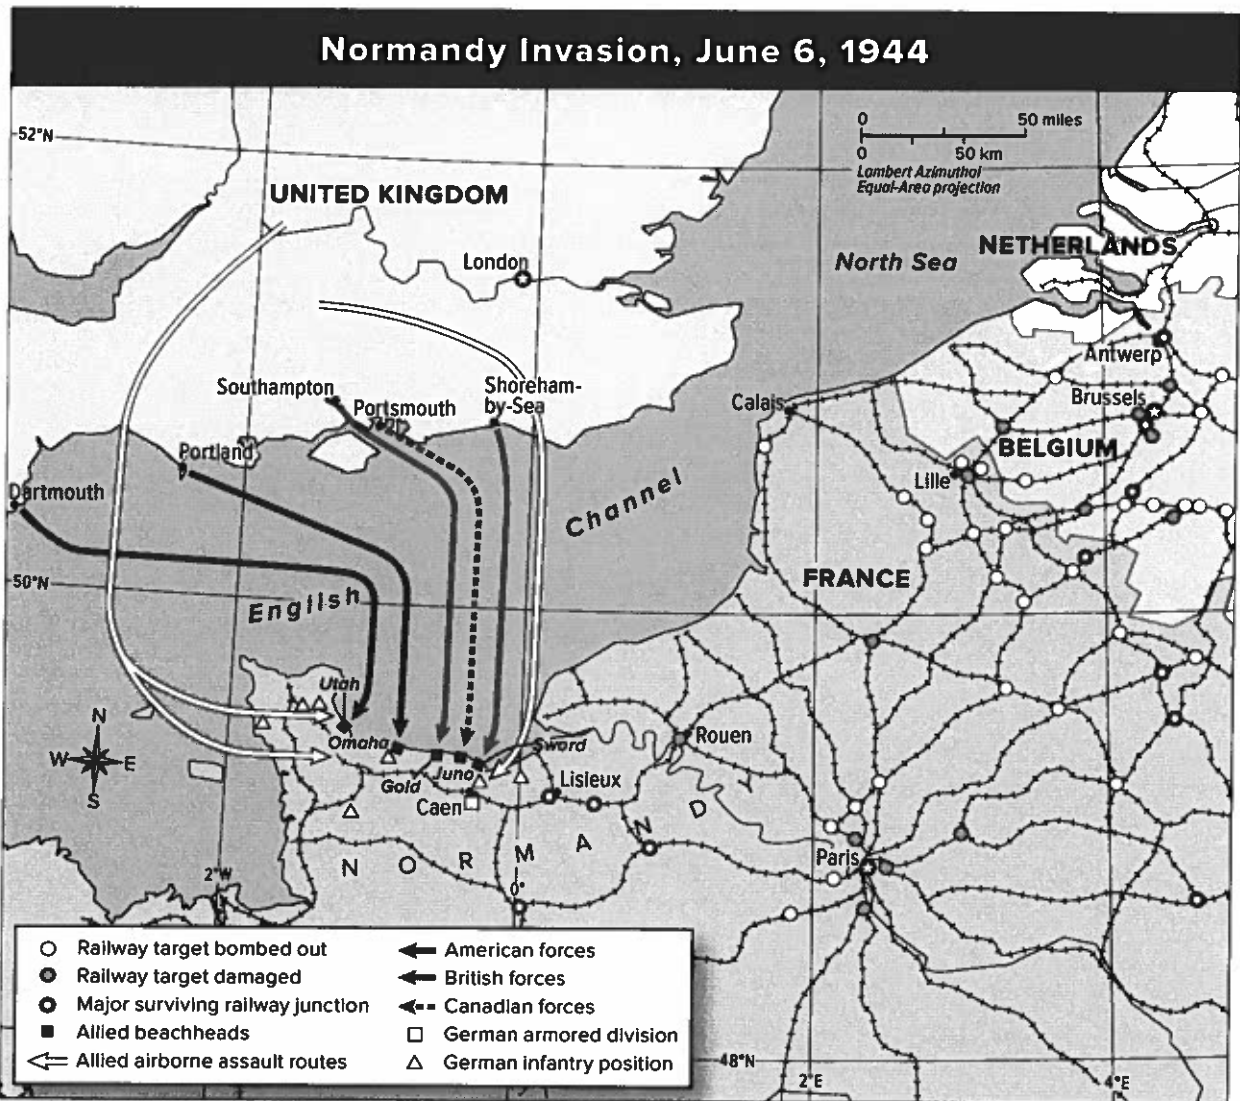 Normandy Invasion, June 6, 1944
52°N
0 50 miles
0 50 km
Lambert Azimuthal
Equal-Area projection
UNITED KINGDOM
NETHERLANDS
North Sea
London
Antwerp
Southampton
Shoreham-
by-Sea
Portsmouth
Calais
Brussels
BELGIUM
Portland
Dartmouth
Lille
Channel
50°N
FRANCE
English
Utah
N
W E
S
Omaha
Sword
Rouen
Gold
Juno
Lisieux
Caen
NORMAND
Paris
2°W
0°
Railway target bombed out
Railway target damaged
Major surviving railway junction
Allied beachheads
Allied airborne assault routes
American forces
British forces
Canadian forces
German armored division
German infantry position
48°N
2°E
4°E